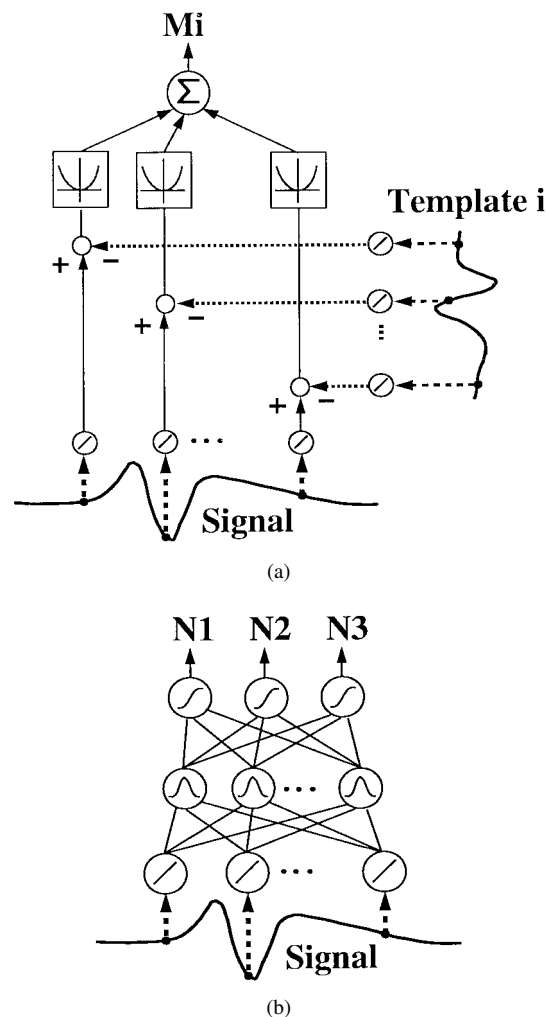 Mi
Σ
Template i
+ −
+ −
...
+ −
...
Signal
(a)
N1 N2 N3
...
...
Signal
(b)